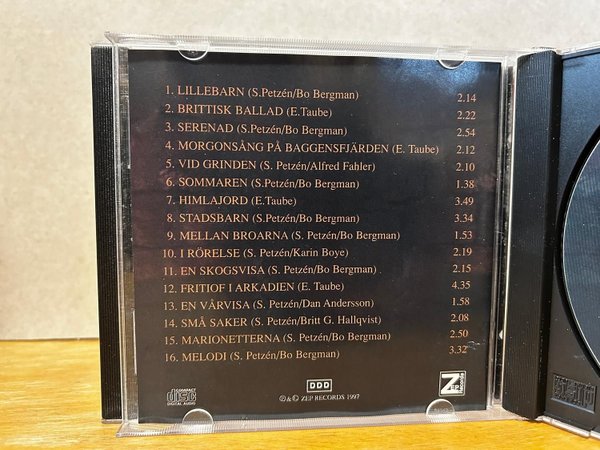 1. LILLEBARN (S.Petzén/Bo Bergman) 2.14
2. BRITTISK BALLAD (E.Taube) 2.22
3. SERENAD (S.Petzén/Bo Bergman) 2.54
4. MORGONSÅNG PÅ BAGGENSFJÄRDEN (E. Taube) 2.12
5. VID GRINDEN (S. Petzén/Alfred Fahler) 2.10
6. SOMMAREN (S. Petzén/Bo Bergman) 1.38
7. HIMLAJORD (E.Taube) 3.49
8. STADSBARN (S.Petzén/Bo Bergman) 3.34
9. MELLAN BROARNA (S. Petzén/Bo Bergman) 1.53
10. I RÖRELSE (S. Petzén/Karin Boye) 2.19
11. EN SKOGSVISA (S. Petzén/Bo Bergman) 2.15
12. FRITIOF I ARKADIEN (E. Taube) 4.35
13. EN VÅRVISA (S. Petzén/Dan Andersson) 1.58
14. SMÅ SAKER (S. Petzén/Britt G. Hallqvist) 2.08
15. MARIONETTERNA (S. Petzén/Bo Bergman) 2.50
16. MELODI (S. Petzén/Bo Bergman) 3.32
COMPACT
disc
DIGITAL AUDIO
DDD
℗&© ZEP RECORDS 1997
ZEP